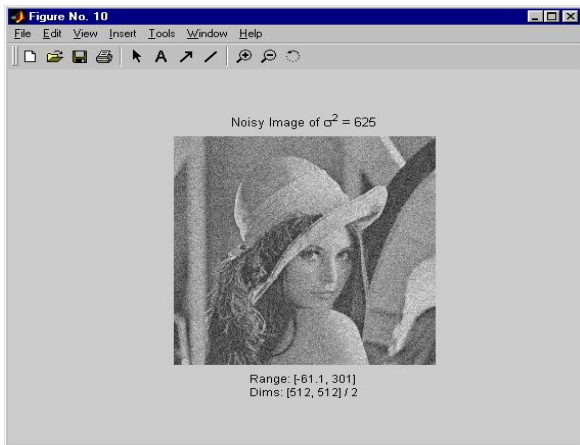 Figure No. 10
File Edit View Insert Tools Window Help
A
Noisy Image of σ² = 625
Range: [-61.1, 301]
Dims: [512, 512] / 2